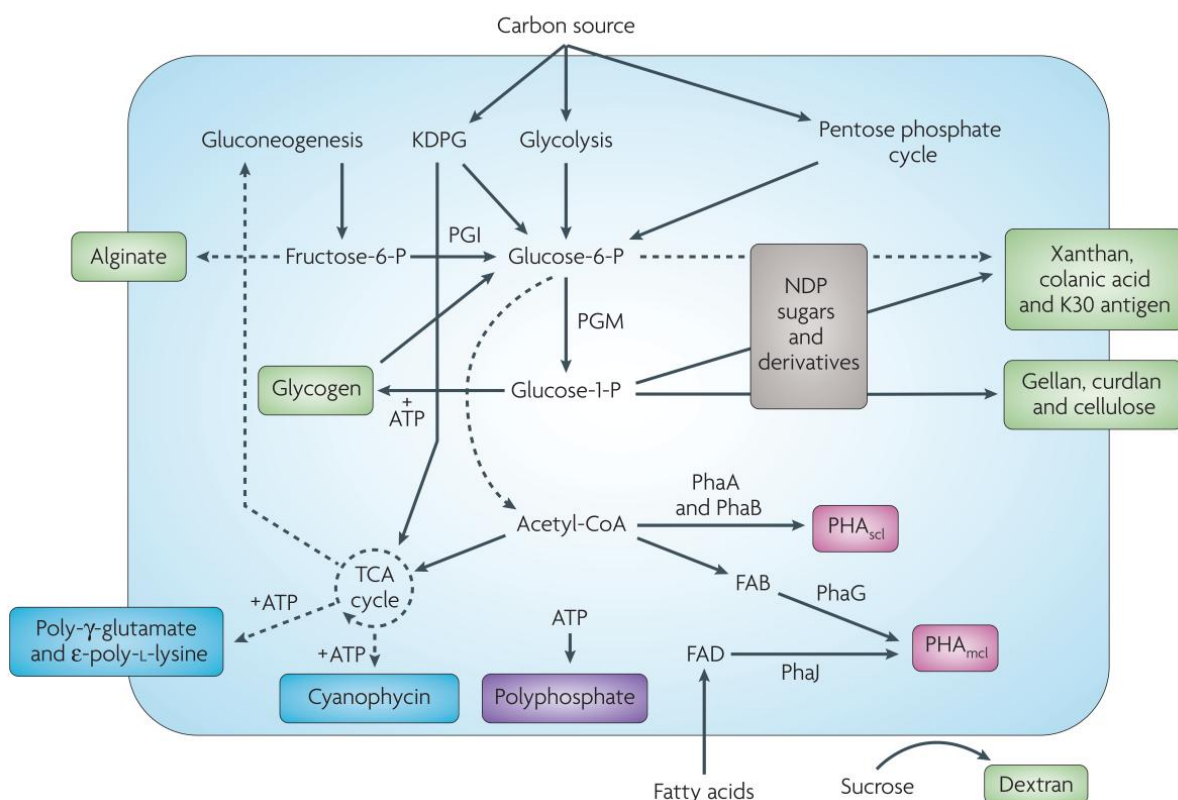 Carbon source
Gluconeogenesis
KDPG
Glycolysis
Pentose phosphate
cycle
Alginate
Fructose-6-P
PGI
Glucose-6-P
NDP
sugars
and
derivatives
Xanthan,
colanic acid
and K30 antigen
PGM
Glycogen
+
ATP
Glucose-1-P
Gellan, curdlan
and cellulose
PhaA
and PhaB
Acetyl-CoA
PHAscl
TCA
cycle
FAB
PhaG
+ATP
Poly-γ-glutamate
and ε-poly-L-lysine
ATP
+ATP
FAD
PhaJ
PHAmcl
Cyanophycin
Polyphosphate
Fatty acids
Sucrose
Dextran